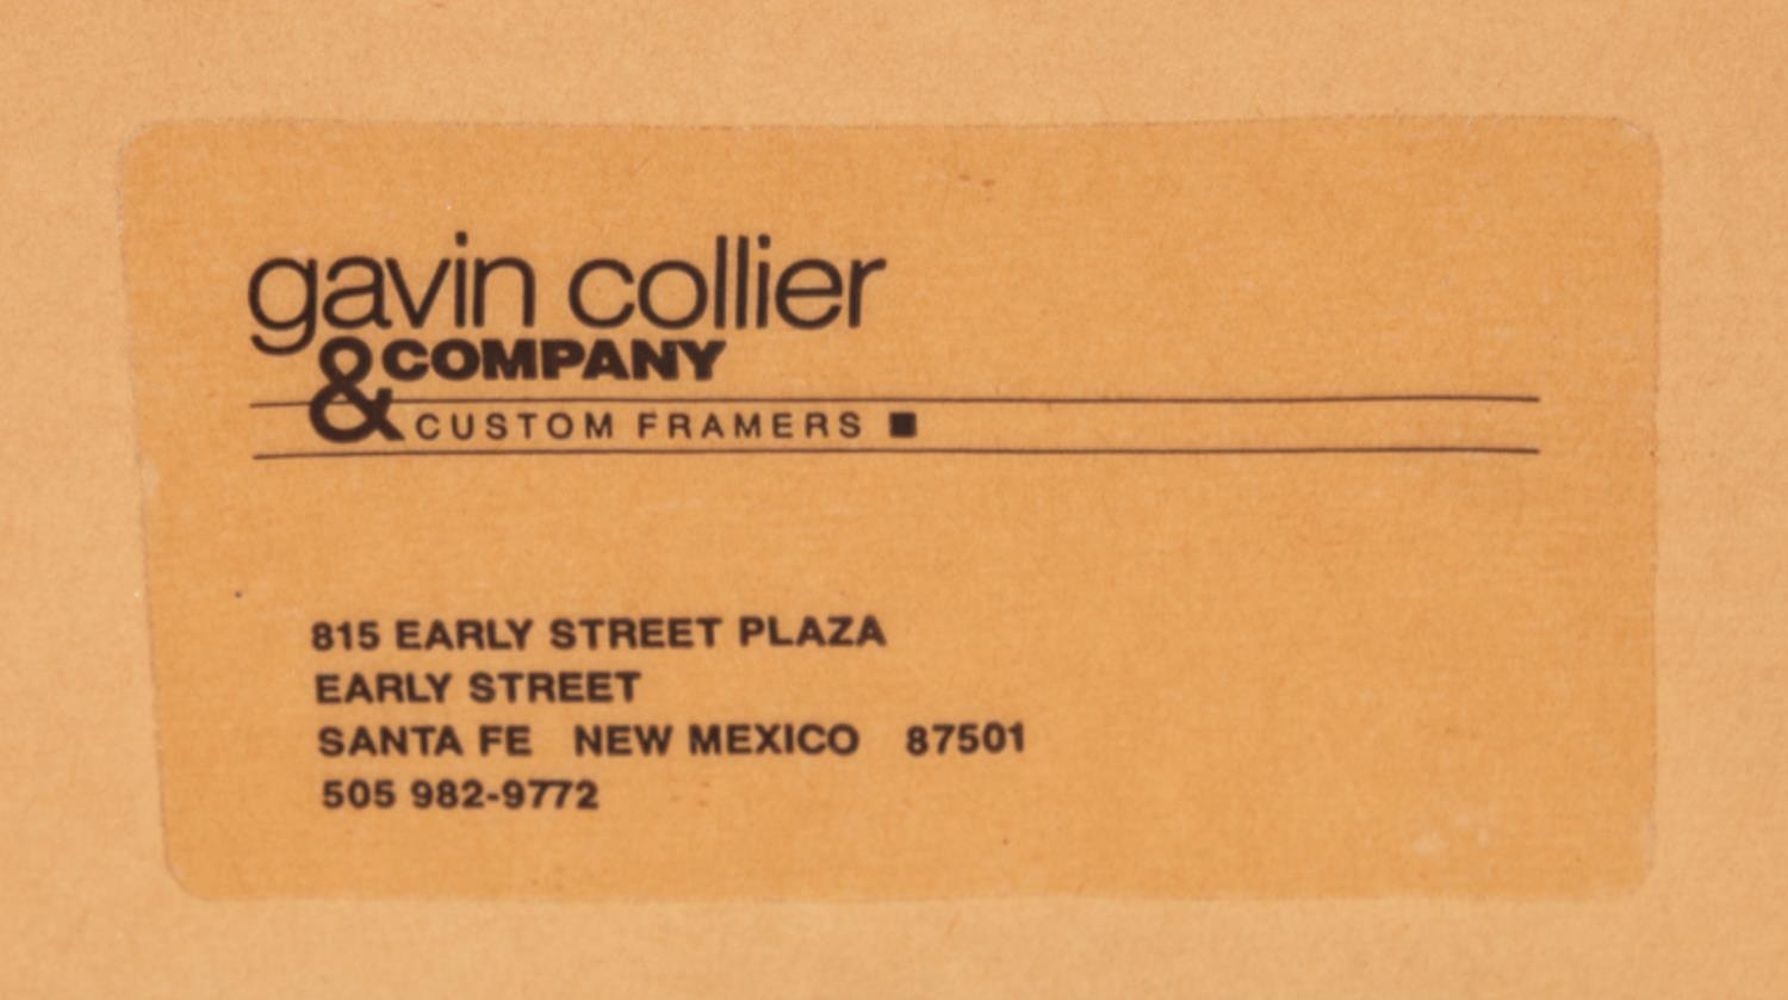 gavin collier
& COMPANY
CUSTOM FRAMERS
815 EARLY STREET PLAZA
EARLY STREET
SANTA FE NEW MEXICO 87501
505 982-9772